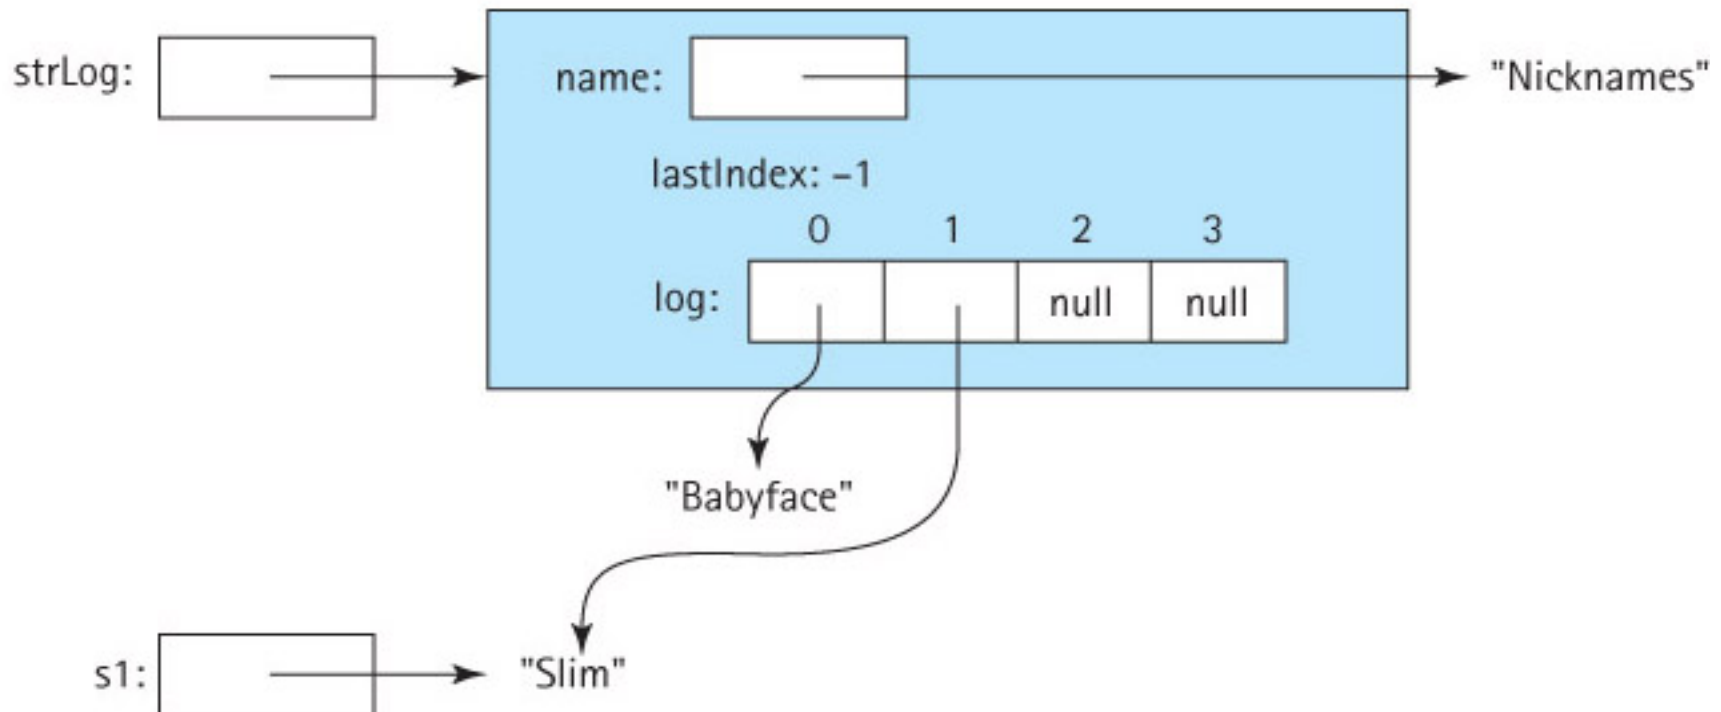 strLog:
name:
"Nicknames"
lastIndex: –1
0 1 2 3
log: null null
"Babyface"
s1: "Slim"